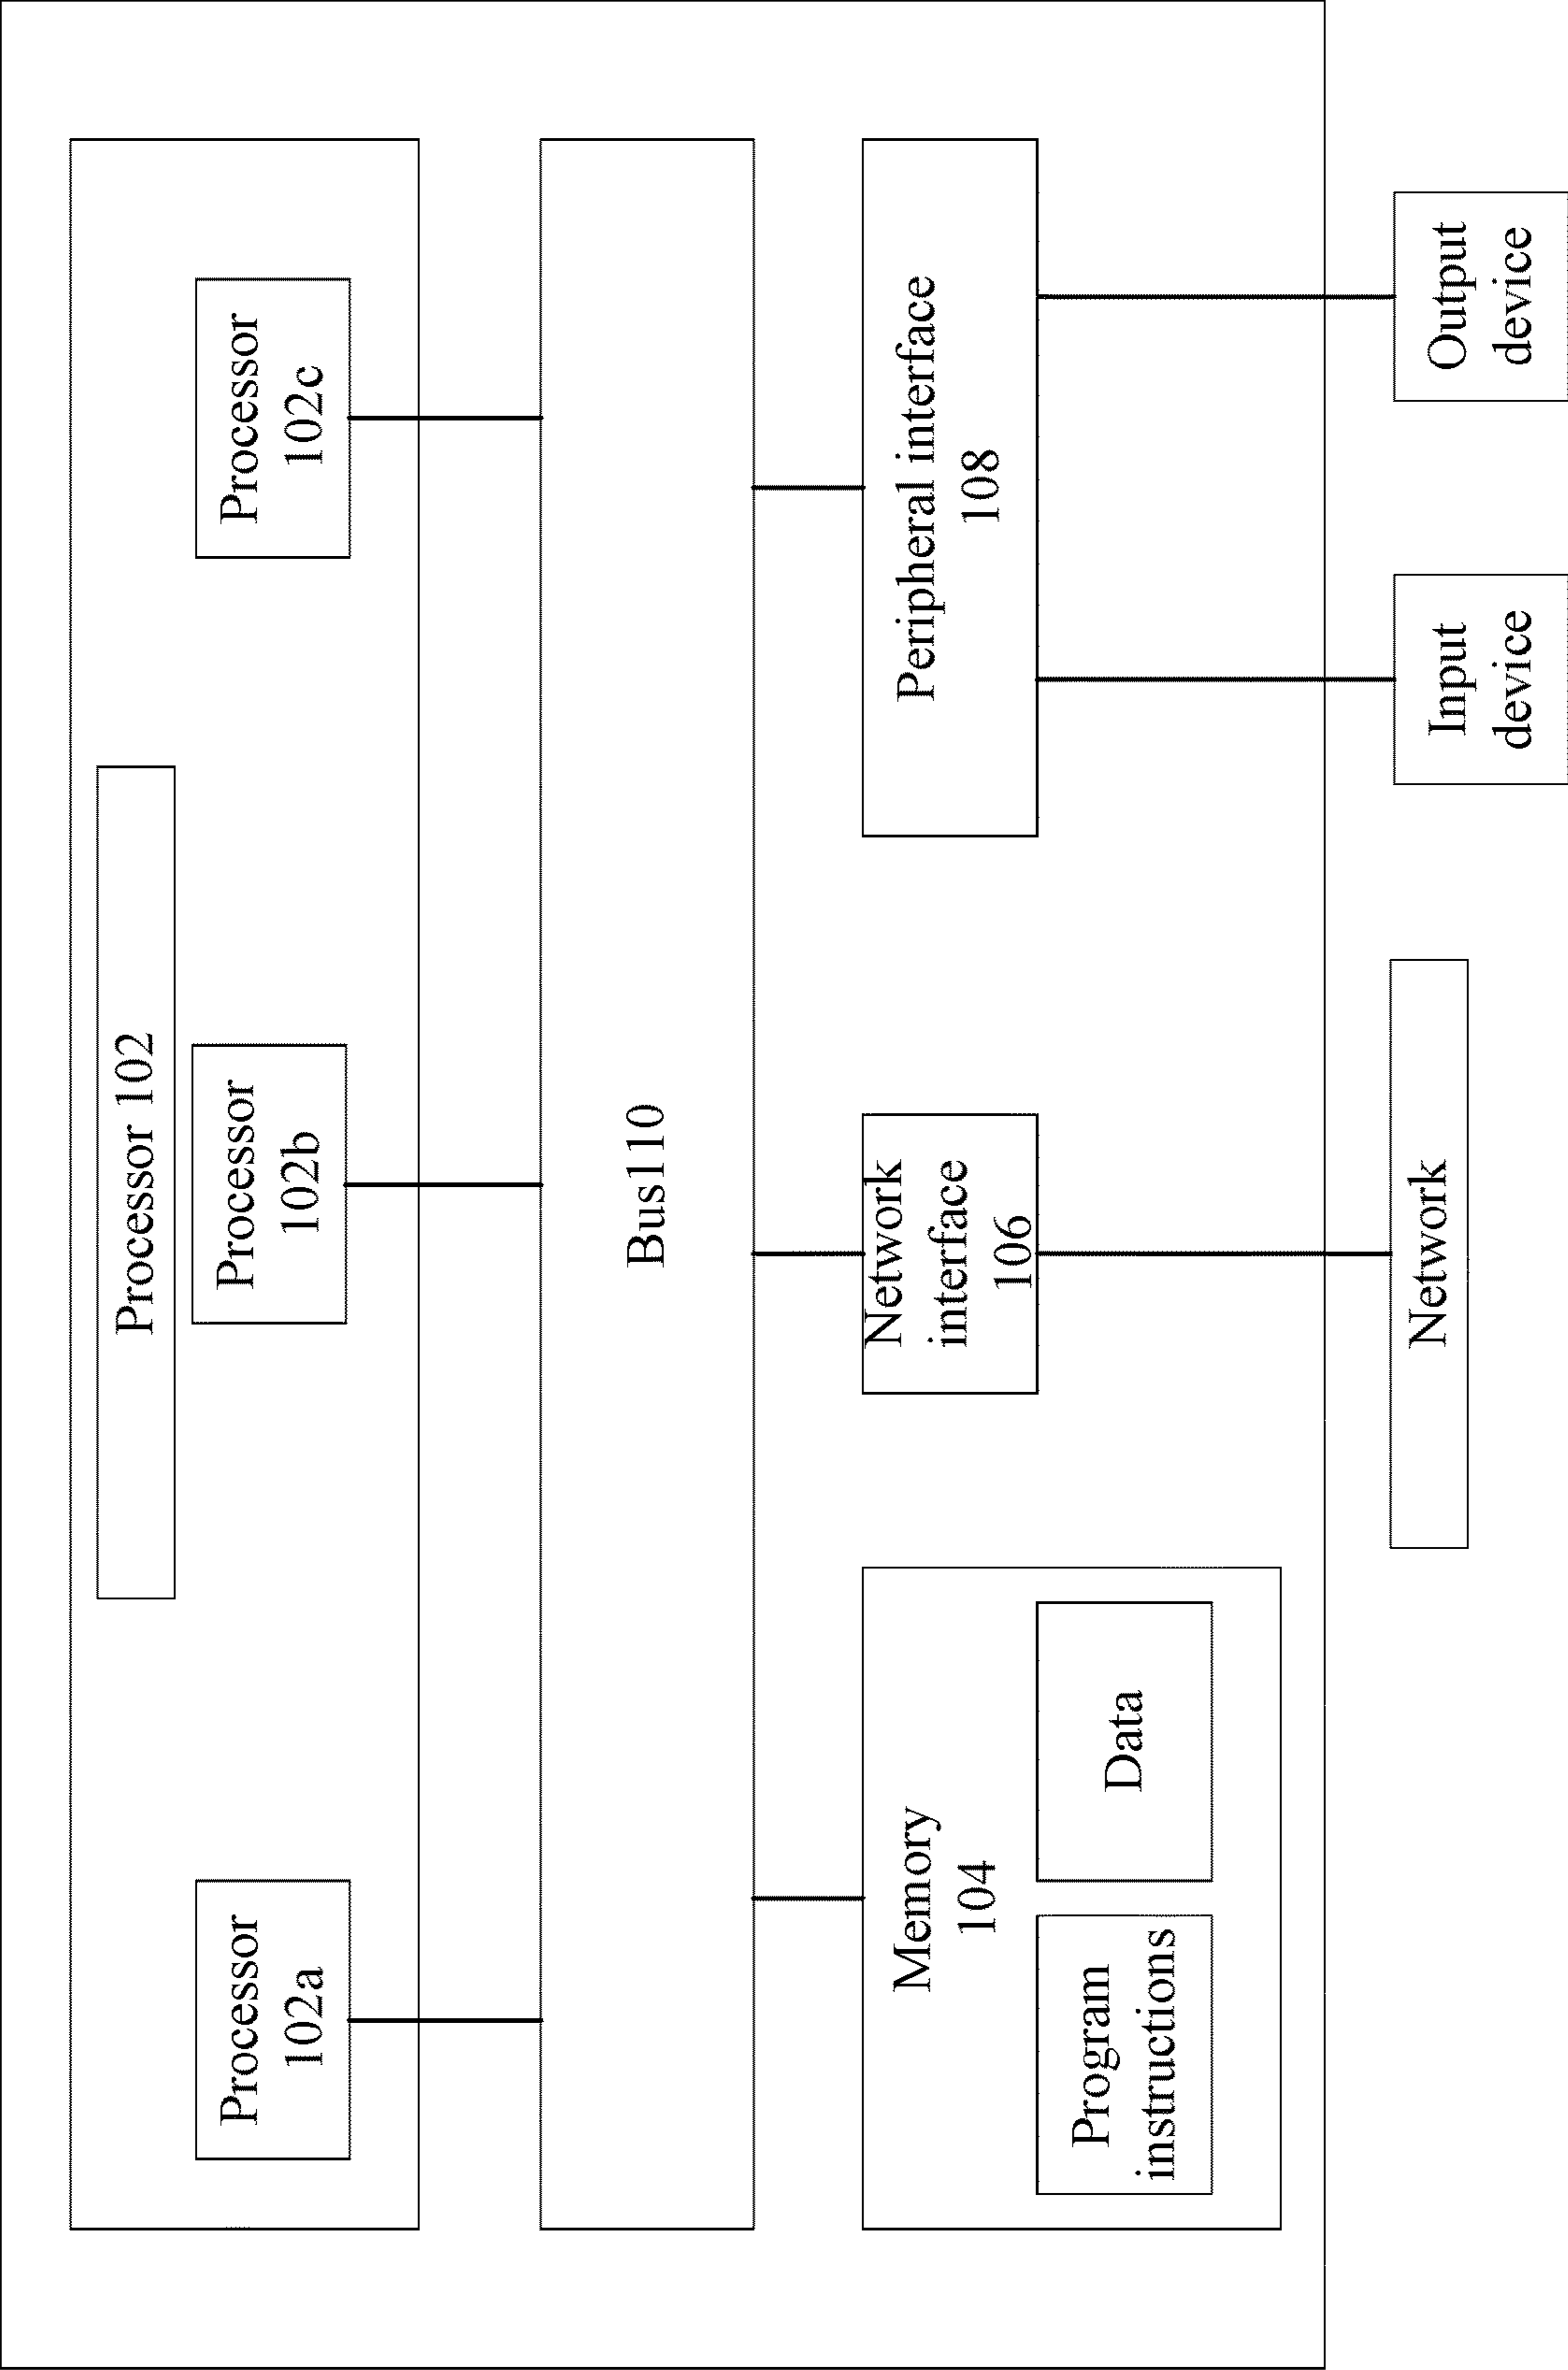 Processor 102
Processor
102a
Processor
102b
Processor
102c
Bus110
Memory
104
Program
instructions
Data
Network
interface
106
Peripheral interface
108
Network
Input
device
Output
device